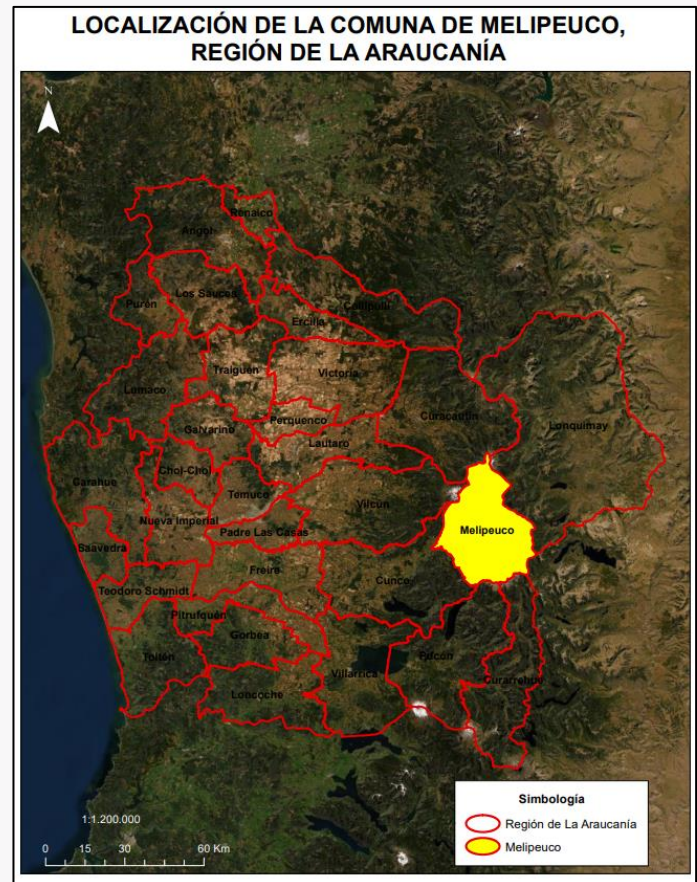 LOCALIZACIÓN DE LA COMUNA DE MELIPEUCO,
REGIÓN DE LA ARAUCANÍA
N
Renaico
Angol
Los Sauces
Collipulli
Purén
Ercilla
Traiguén
Victoria
Lumaco
Curacautín
Lonquimay
Perquenco
Galvarino
Lautaro
Chol-Chol
Carahue
Temuco
Vilcún
Nueva Imperial
Melipeuco
Padre Las Casas
Saavedra
Freire
Cunco
Teodoro Schmidt
Pitrufquén
Gorbea
Toltén
Pucón
Villarrica
Curarrehue
Loncoche
Simbología
Región de La Araucanía
Melipeuco
1:1.200.000
0 15 30 60 Km